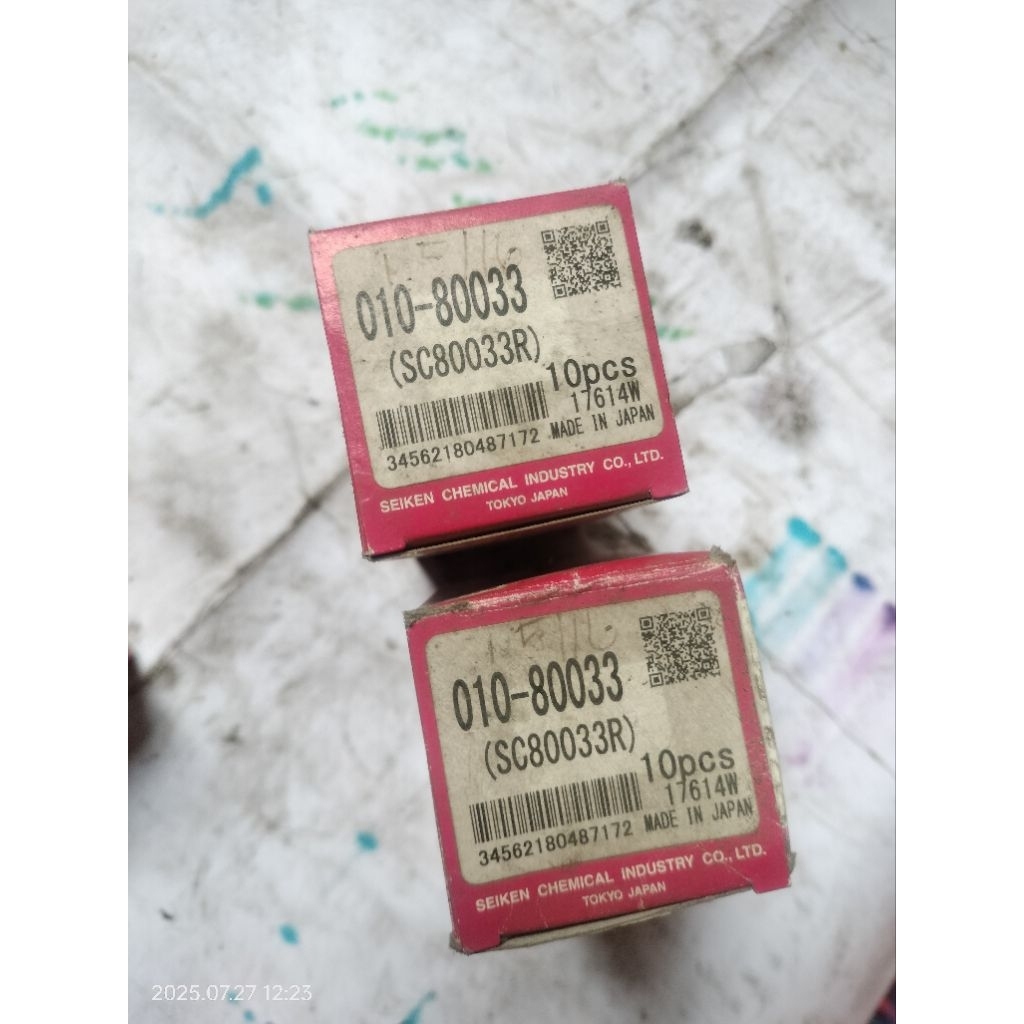 010-80033
(SC80033R)
10pcs
17614W
MADE IN JAPAN
34562180487172
SEIKEN CHEMICAL INDUSTRY CO., LTD.
TOKYO JAPAN
010-80033
(SC80033R)
10pcs
17614W
MADE IN JAPAN
34562180487172
SEIKEN CHEMICAL INDUSTRY CO., LTD.
TOKYO JAPAN
2025.07.27 12:23